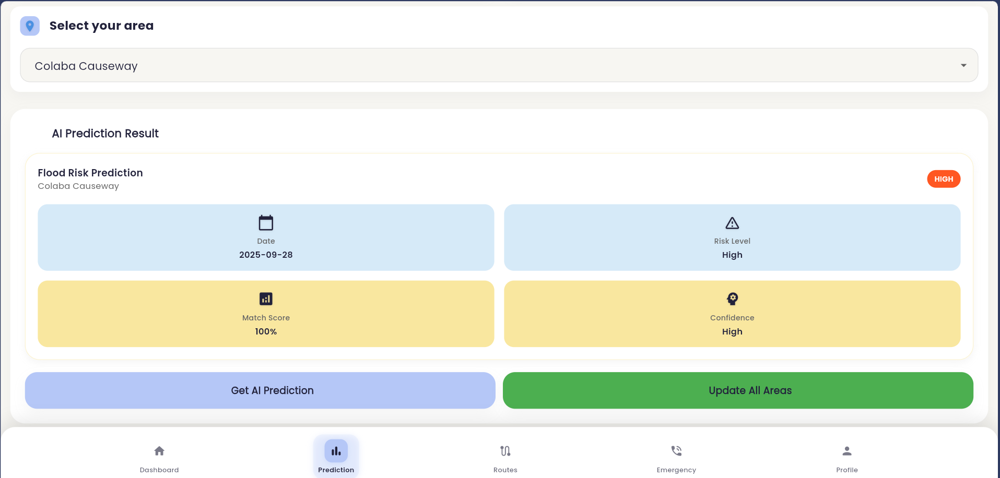 Select your area
Colaba Causeway
AI Prediction Result
Flood Risk Prediction
Colaba Causeway
HIGH
Date
2025-09-28
Risk Level
High
Match Score
100%
Confidence
High
Get AI Prediction
Update All Areas
Dashboard
Prediction
Routes
Emergency
Profile